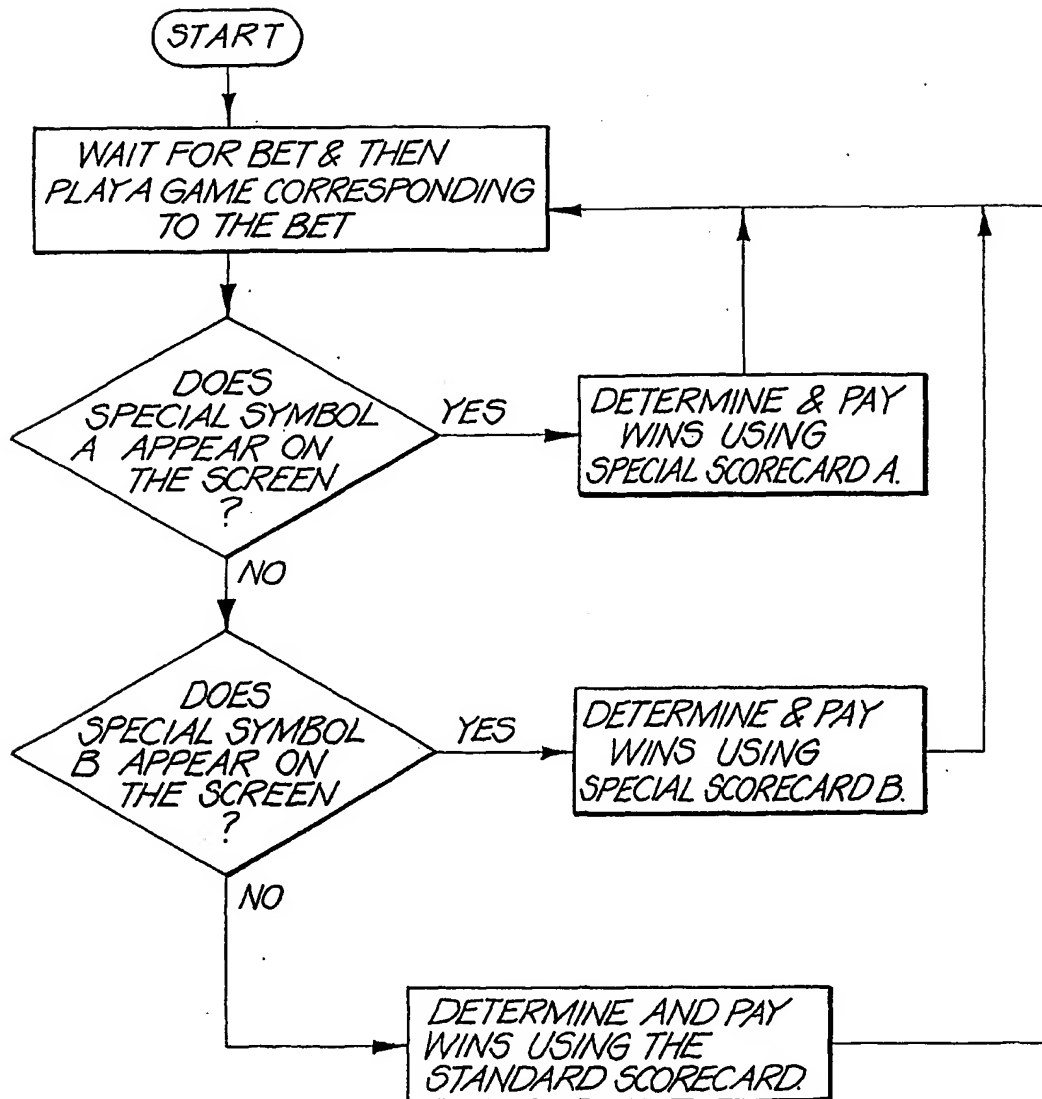 START
WAIT FOR BET & THEN
PLAY A GAME CORRESPONDING
TO THE BET
DOES
SPECIAL SYMBOL
A APPEAR ON
THE SCREEN
?
YES
DETERMINE & PAY
WINS USING
SPECIAL SCORECARD A.
NO
DOES
SPECIAL SYMBOL
B APPEAR ON
THE SCREEN
?
YES
DETERMINE & PAY
WINS USING
SPECIAL SCORECARD B.
NO
DETERMINE AND PAY
WINS USING THE
STANDARD SCORECARD.